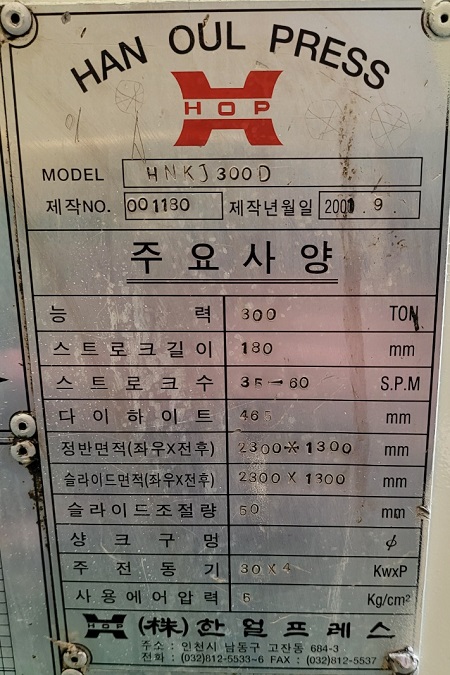 HAN OUL PRESS
HOP
MODEL HNKJ300D
제작NO. 001180 제작년월일 2001.9.
주요사양
능력 300 TON
스트로크길이 180 mm
스트로크수 35-60 S.P.M
다이하이트 465 mm
정반면적(좌우X전후) 2300X1300 mm
슬라이드면적(좌우X전후) 2300X1300 mm
슬라이드조절량 50 mm
샹크구멍 ϕ
주전동기 30X4 KwxP
사용에어압력 6 Kg/cm²
HOP (株)한얼프레스
주소 : 인천시 남동구 고잔동 684-3
전화 : (032)812-5533~6 FAX : (032)812-5537